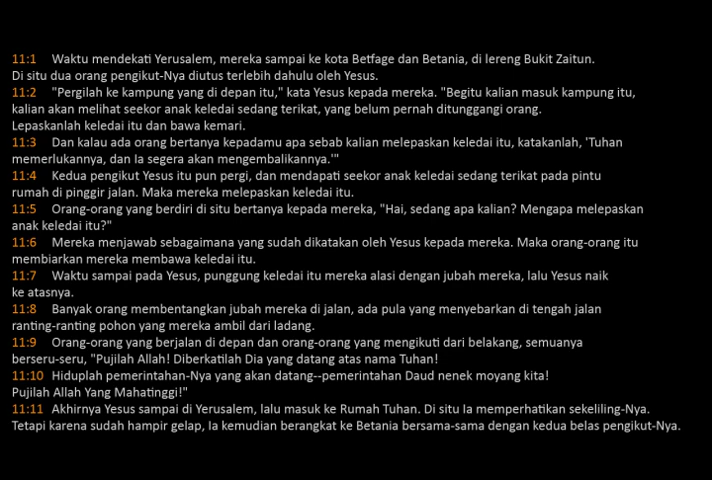 11:1 Waktu mendekati Yerusalem, mereka sampai ke kota Betfage dan Betania, di lereng Bukit Zaitun.
Di situ dua orang pengikut-Nya diutus terlebih dahulu oleh Yesus.
11:2 "Pergilah ke kampung yang di depan itu," kata Yesus kepada mereka. "Begitu kalian masuk kampung itu,
kalian akan melihat seekor anak keledai sedang terikat, yang belum pernah ditunggangi orang.
Lepaskanlah keledai itu dan bawa kemari.
11:3 Dan kalau ada orang bertanya kepadamu apa sebab kalian melepaskan keledai itu, katakanlah, 'Tuhan
memerlukannya, dan Ia segera akan mengembalikannya.'"
11:4 Kedua pengikut Yesus itu pun pergi, dan mendapati seekor anak keledai sedang terikat pada pintu
rumah di pinggir jalan. Maka mereka melepaskan keledai itu.
11:5 Orang-orang yang berdiri di situ bertanya kepada mereka, "Hai, sedang apa kalian? Mengapa melepaskan
anak keledai itu?"
11:6 Mereka menjawab sebagaimana yang sudah dikatakan oleh Yesus kepada mereka. Maka orang-orang itu
membiarkan mereka membawa keledai itu.
11:7 Waktu sampai pada Yesus, punggung keledai itu mereka alasi dengan jubah mereka, lalu Yesus naik
ke atasnya.
11:8 Banyak orang membentangkan jubah mereka di jalan, ada pula yang menyebarkan di tengah jalan
ranting-ranting pohon yang mereka ambil dari ladang.
11:9 Orang-orang yang berjalan di depan dan orang-orang yang mengikuti dari belakang, semuanya
berseru-seru, "Pujilah Allah! Diberkatilah Dia yang datang atas nama Tuhan!
11:10 Hiduplah pemerintahan-Nya yang akan datang--pemerintahan Daud nenek moyang kita!
Pujilah Allah Yang Mahatinggi!"
11:11 Akhirnya Yesus sampai di Yerusalem, lalu masuk ke Rumah Tuhan. Di situ Ia memperhatikan sekeliling-Nya.
Tetapi karena sudah hampir gelap, Ia kemudian berangkat ke Betania bersama-sama dengan kedua belas pengikut-Nya.